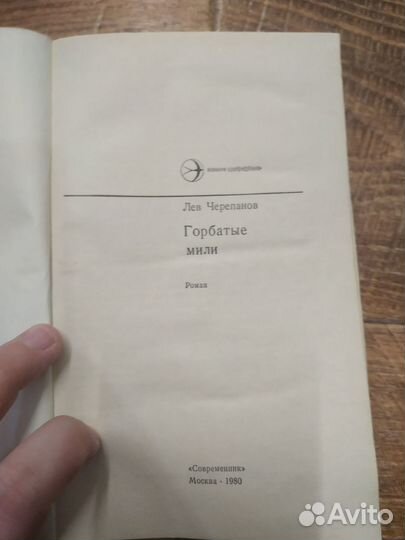 Лев Черепанов
Горбатые
мили
Роман
«Современник»
Москва - 1980
Avito